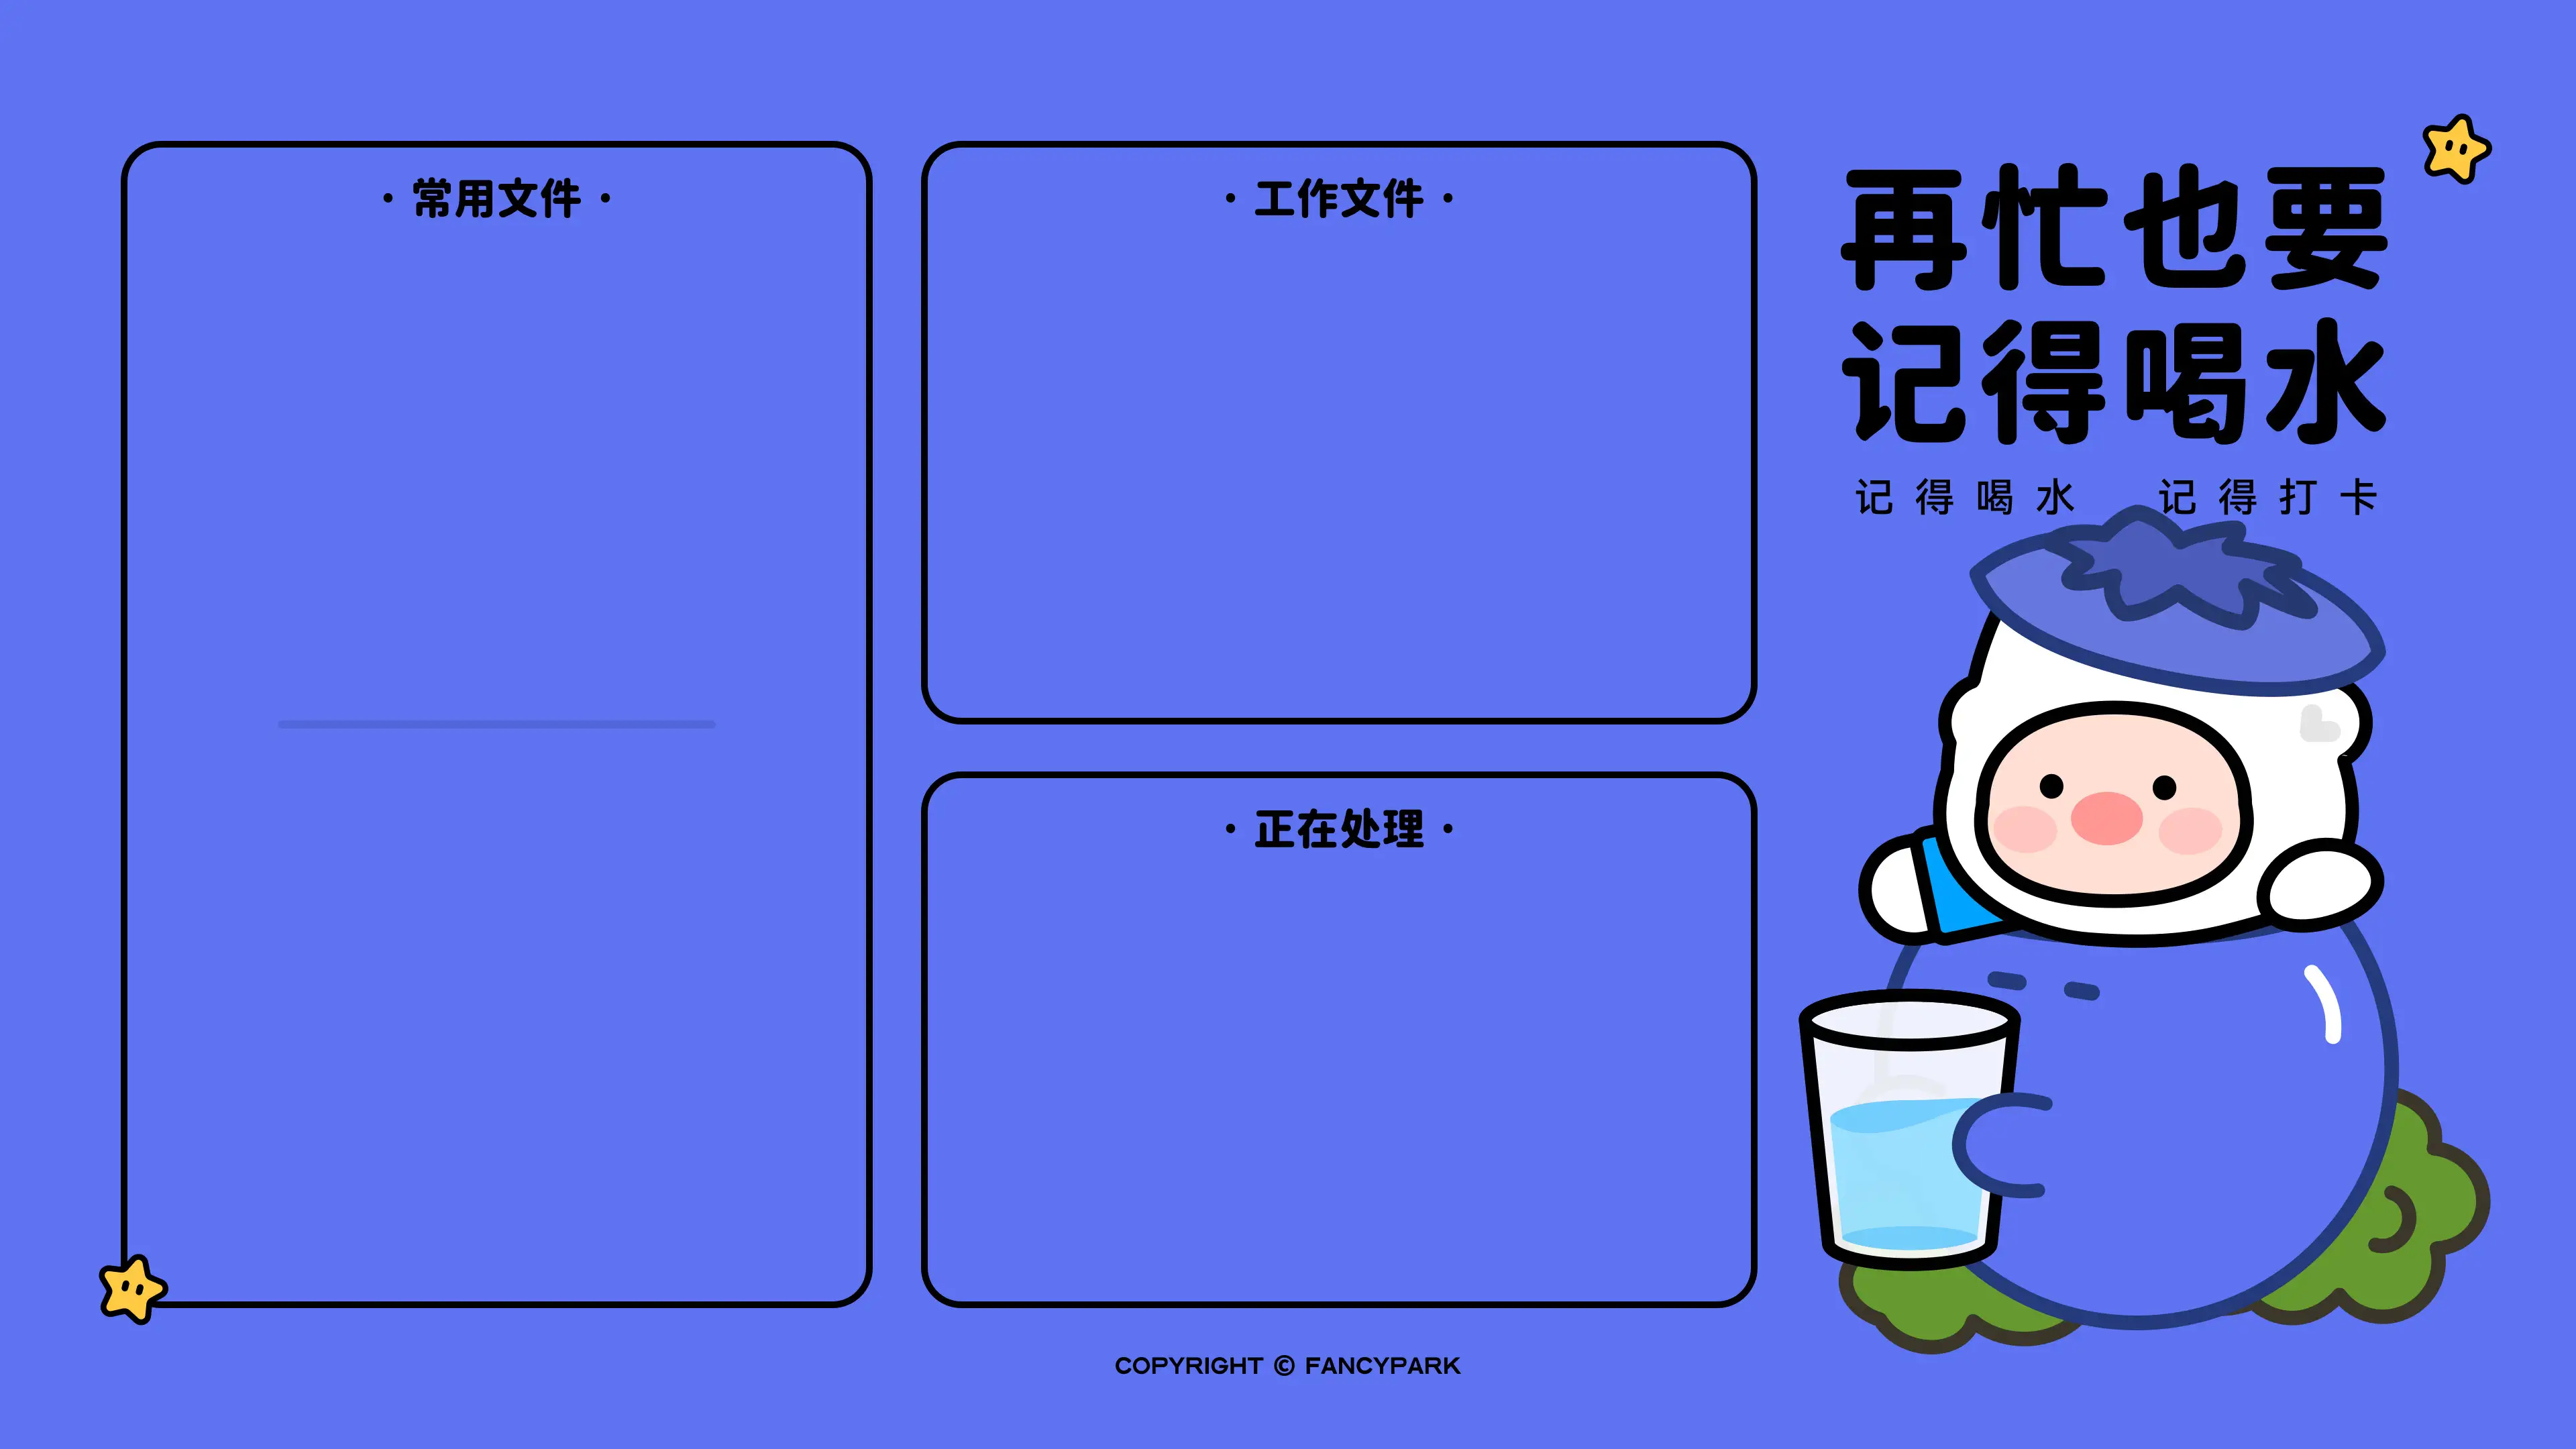 · 常用文件 ·
· 工作文件 ·
· 正在处理 ·
再忙也要
记得喝水
记得喝水 记得打卡
COPYRIGHT © FANCYPARK